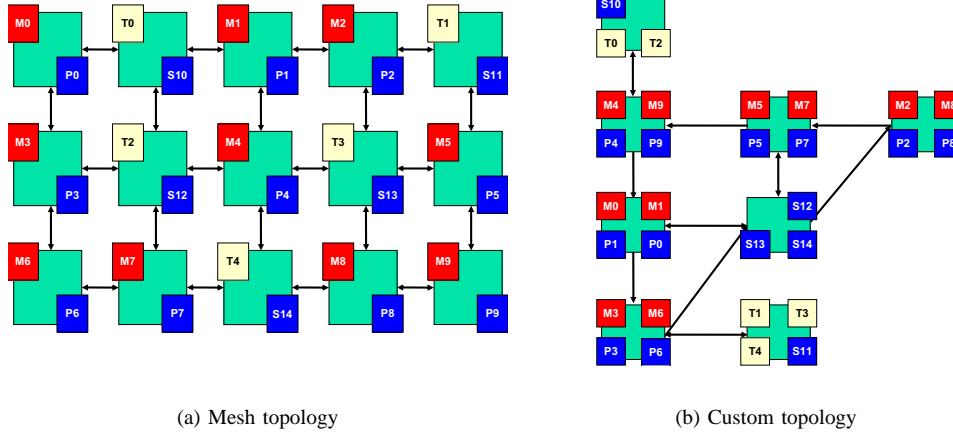 M0 T0 M1 M2 T1
P0 S10 P1 P2 S11
M3 T2 M4 T3 M5
P3 S12 P4 S13 P5
M6 M7 T4 M8 M9
P6 P7 S14 P8 P9
(a) Mesh topology
S10
T0 T2
M4 M9 M5 M7 M2 M8
P4 P9 P5 P7 P2 P8
M0 M1 S12
P1 P0 S13 S14
M3 M6 T1 T3
P3 P6 T4 S11
(b) Custom topology